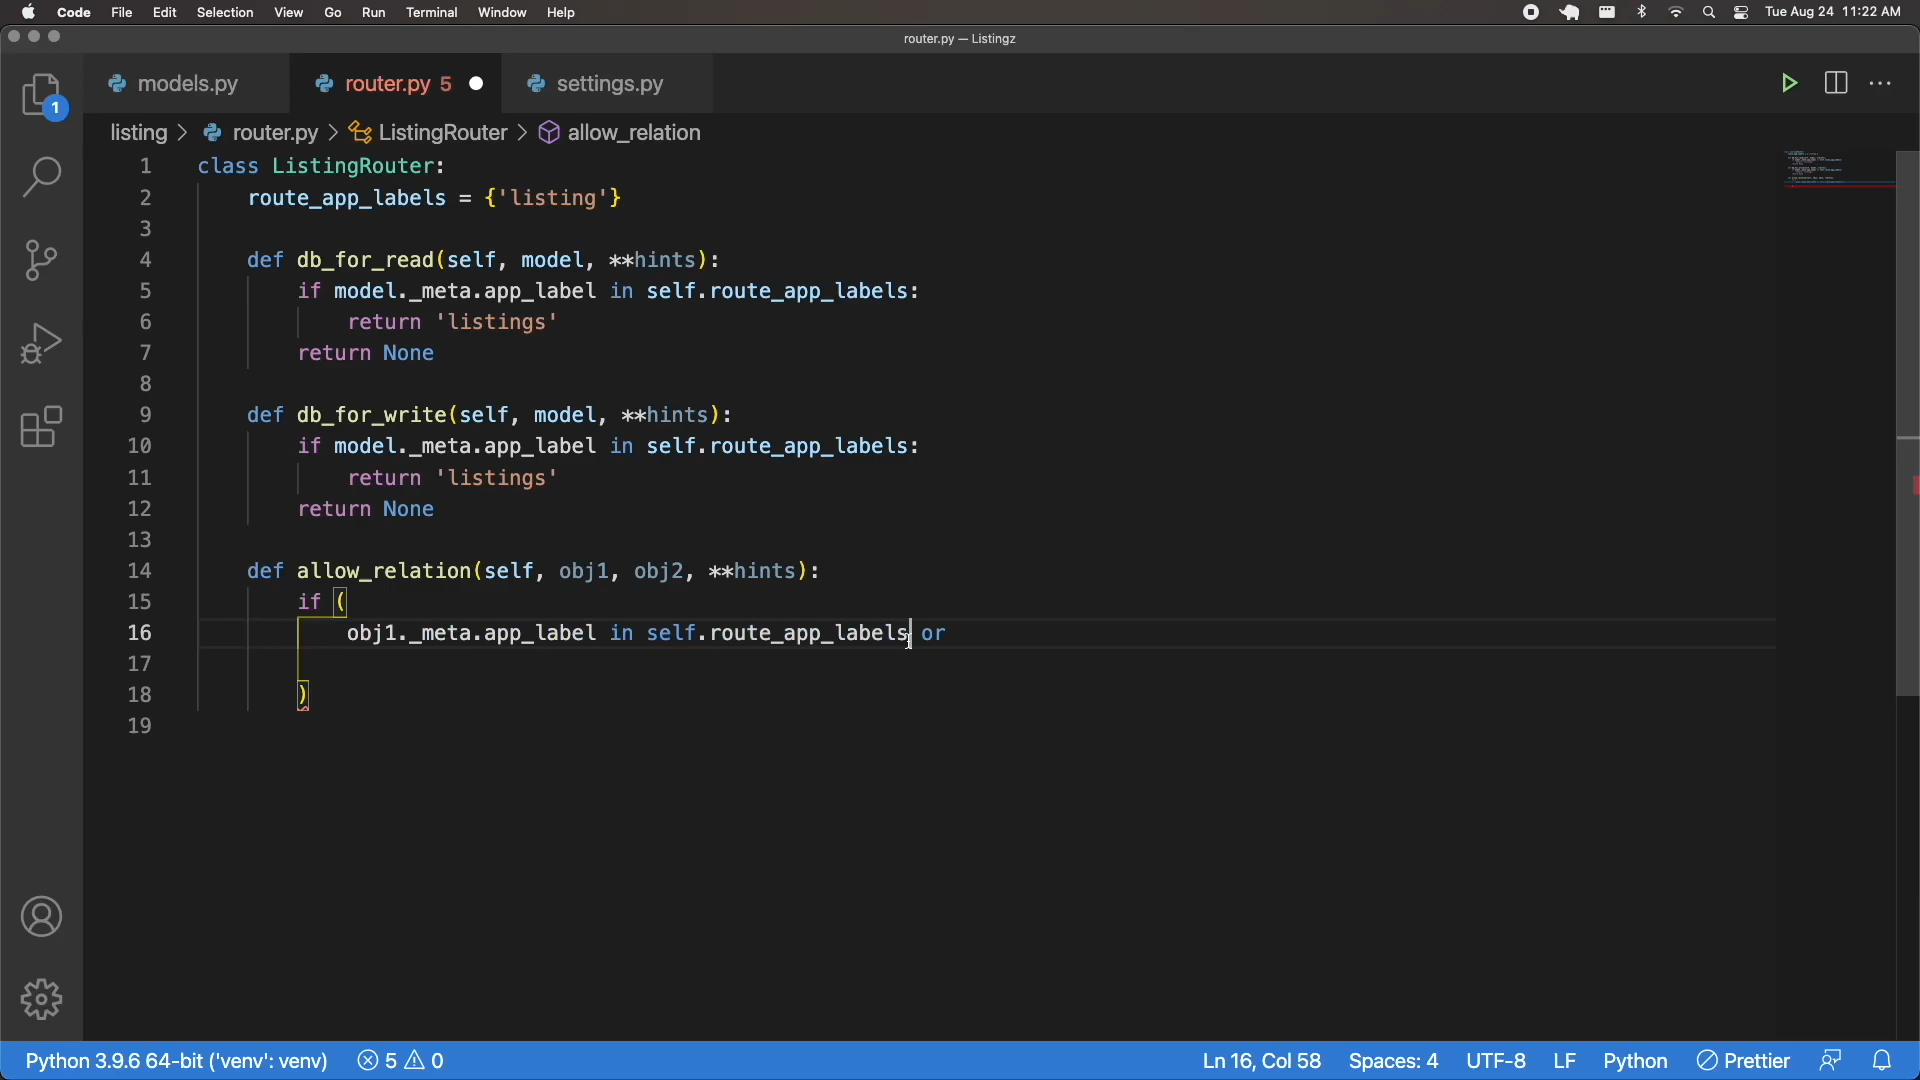 Code File Edit Selection View Go Run Terminal Window Help Tue Aug 24 11:22 AM
router.py — Listingz
models.py router.py 5 settings.py
1
listing > router.py > ListingRouter > allow_relation
1 class ListingRouter:
2     route_app_labels = {'listing'}
3
4     def db_for_read(self, model, **hints):
5         if model._meta.app_label in self.route_app_labels:
6             return 'listings'
7         return None
8
9     def db_for_write(self, model, **hints):
10         if model._meta.app_label in self.route_app_labels:
11             return 'listings'
12         return None
13
14     def allow_relation(self, obj1, obj2, **hints):
15         if (
16             obj1._meta.app_label in self.route_app_labels or
17
18         )
19
Python 3.9.6 64-bit ('venv': venv) 5 0 Ln 16, Col 58 Spaces: 4 UTF-8 LF Python Prettier